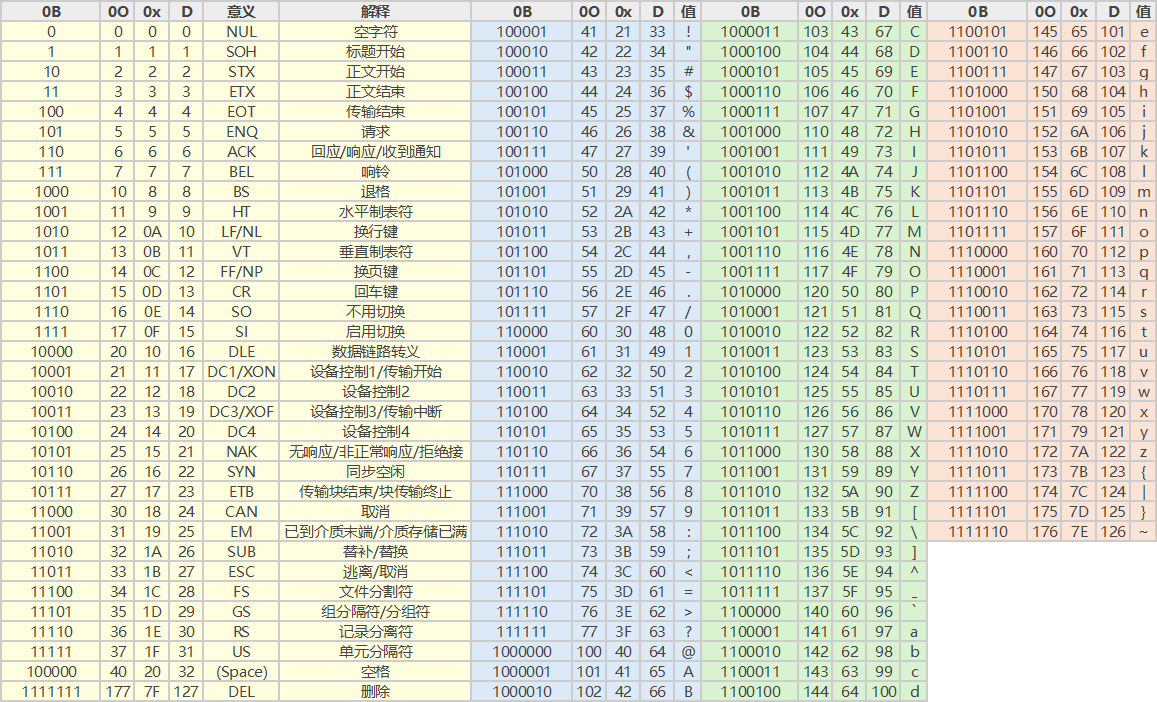 0B 0O 0x D 意义 解释 0B 0O 0x D 值 0B 0O 0x D 值 0B 0O 0x D 值
0 0 0 0 NUL 空字符 100001 41 21 33 ! 1000011 103 43 67 C 1100101 145 65 101 e
1 1 1 1 SOH 标题开始 100010 42 22 34 " 1000100 104 44 68 D 1100110 146 66 102 f
10 2 2 2 STX 正文开始 100011 43 23 35 # 1000101 105 45 69 E 1100111 147 67 103 g
11 3 3 3 ETX 正文结束 100100 44 24 36 $ 1000110 106 46 70 F 1101000 150 68 104 h
100 4 4 4 EOT 传输结束 100101 45 25 37 % 1000111 107 47 71 G 1101001 151 69 105 i
101 5 5 5 ENQ 请求 100110 46 26 38 & 1001000 110 48 72 H 1101010 152 6A 106 j
110 6 6 6 ACK 回应/响应/收到通知 100111 47 27 39 ' 1001001 111 49 73 I 1101011 153 6B 107 k
111 7 7 7 BEL 响铃 101000 50 28 40 ( 1001010 112 4A 74 J 1101100 154 6C 108 l
1000 10 8 8 BS 退格 101001 51 29 41 ) 1001011 113 4B 75 K 1101101 155 6D 109 m
1001 11 9 9 HT 水平制表符 101010 52 2A 42 * 1001100 114 4C 76 L 1101110 156 6E 110 n
1010 12 0A 10 LF/NL 换行键 101011 53 2B 43 + 1001101 115 4D 77 M 1101111 157 6F 111 o
1011 13 0B 11 VT 垂直制表符 101100 54 2C 44 , 1001110 116 4E 78 N 1110000 160 70 112 p
1100 14 0C 12 FF/NP 换页键 101101 55 2D 45 - 1001111 117 4F 79 O 1110001 161 71 113 q
1101 15 0D 13 CR 回车键 101110 56 2E 46 . 1010000 120 50 80 P 1110010 162 72 114 r
1110 16 0E 14 SO 不用切换 101111 57 2F 47 / 1010001 121 51 81 Q 1110011 163 73 115 s
1111 17 0F 15 SI 启用切换 110000 60 30 48 0 1010010 122 52 82 R 1110100 164 74 116 t
10000 20 10 16 DLE 数据链路转义 110001 61 31 49 1 1010011 123 53 83 S 1110101 165 75 117 u
10001 21 11 17 DC1/XON 设备控制1/传输开始 110010 62 32 50 2 1010100 124 54 84 T 1110110 166 76 118 v
10010 22 12 18 DC2 设备控制2 110011 63 33 51 3 1010101 125 55 85 U 1110111 167 77 119 w
10011 23 13 19 DC3/XOF 设备控制3/传输中断 110100 64 34 52 4 1010110 126 56 86 V 1111000 170 78 120 x
10100 24 14 20 DC4 设备控制4 110101 65 35 53 5 1010111 127 57 87 W 1111001 171 79 121 y
10101 25 15 21 NAK 无响应/非正常响应/拒绝接 110110 66 36 54 6 1011000 130 58 88 X 1111010 172 7A 122 z
10110 26 16 22 SYN 同步空闲 110111 67 37 55 7 1011001 131 59 89 Y 1111011 173 7B 123 {
10111 27 17 23 ETB 传输块结束/块传输终止 111000 70 38 56 8 1011010 132 5A 90 Z 1111100 174 7C 124 |
11000 30 18 24 CAN 取消 111001 71 39 57 9 1011011 133 5B 91 [ 1111101 175 7D 125 }
11001 31 19 25 EM 已到介质末端/介质存储已满 111010 72 3A 58 : 1011100 134 5C 92 \ 1111110 176 7E 126 ~
11010 32 1A 26 SUB 替补/替换 111011 73 3B 59 ; 1011101 135 5D 93 ]
11011 33 1B 27 ESC 逃离/取消 111100 74 3C 60 < 1011110 136 5E 94 ^
11100 34 1C 28 FS 文件分割符 111101 75 3D 61 = 1011111 137 5F 95 _
11101 35 1D 29 GS 组分隔符/分组符 111110 76 3E 62 > 1100000 140 60 96 `
11110 36 1E 30 RS 记录分离符 111111 77 3F 63 ? 1100001 141 61 97 a
11111 37 1F 31 US 单元分隔符 1000000 100 40 64 @ 1100010 142 62 98 b
100000 40 20 32 (Space) 空格 1000001 101 41 65 A 1100011 143 63 99 c
1111111 177 7F 127 DEL 删除 1000010 102 42 66 B 1100100 144 64 100 d